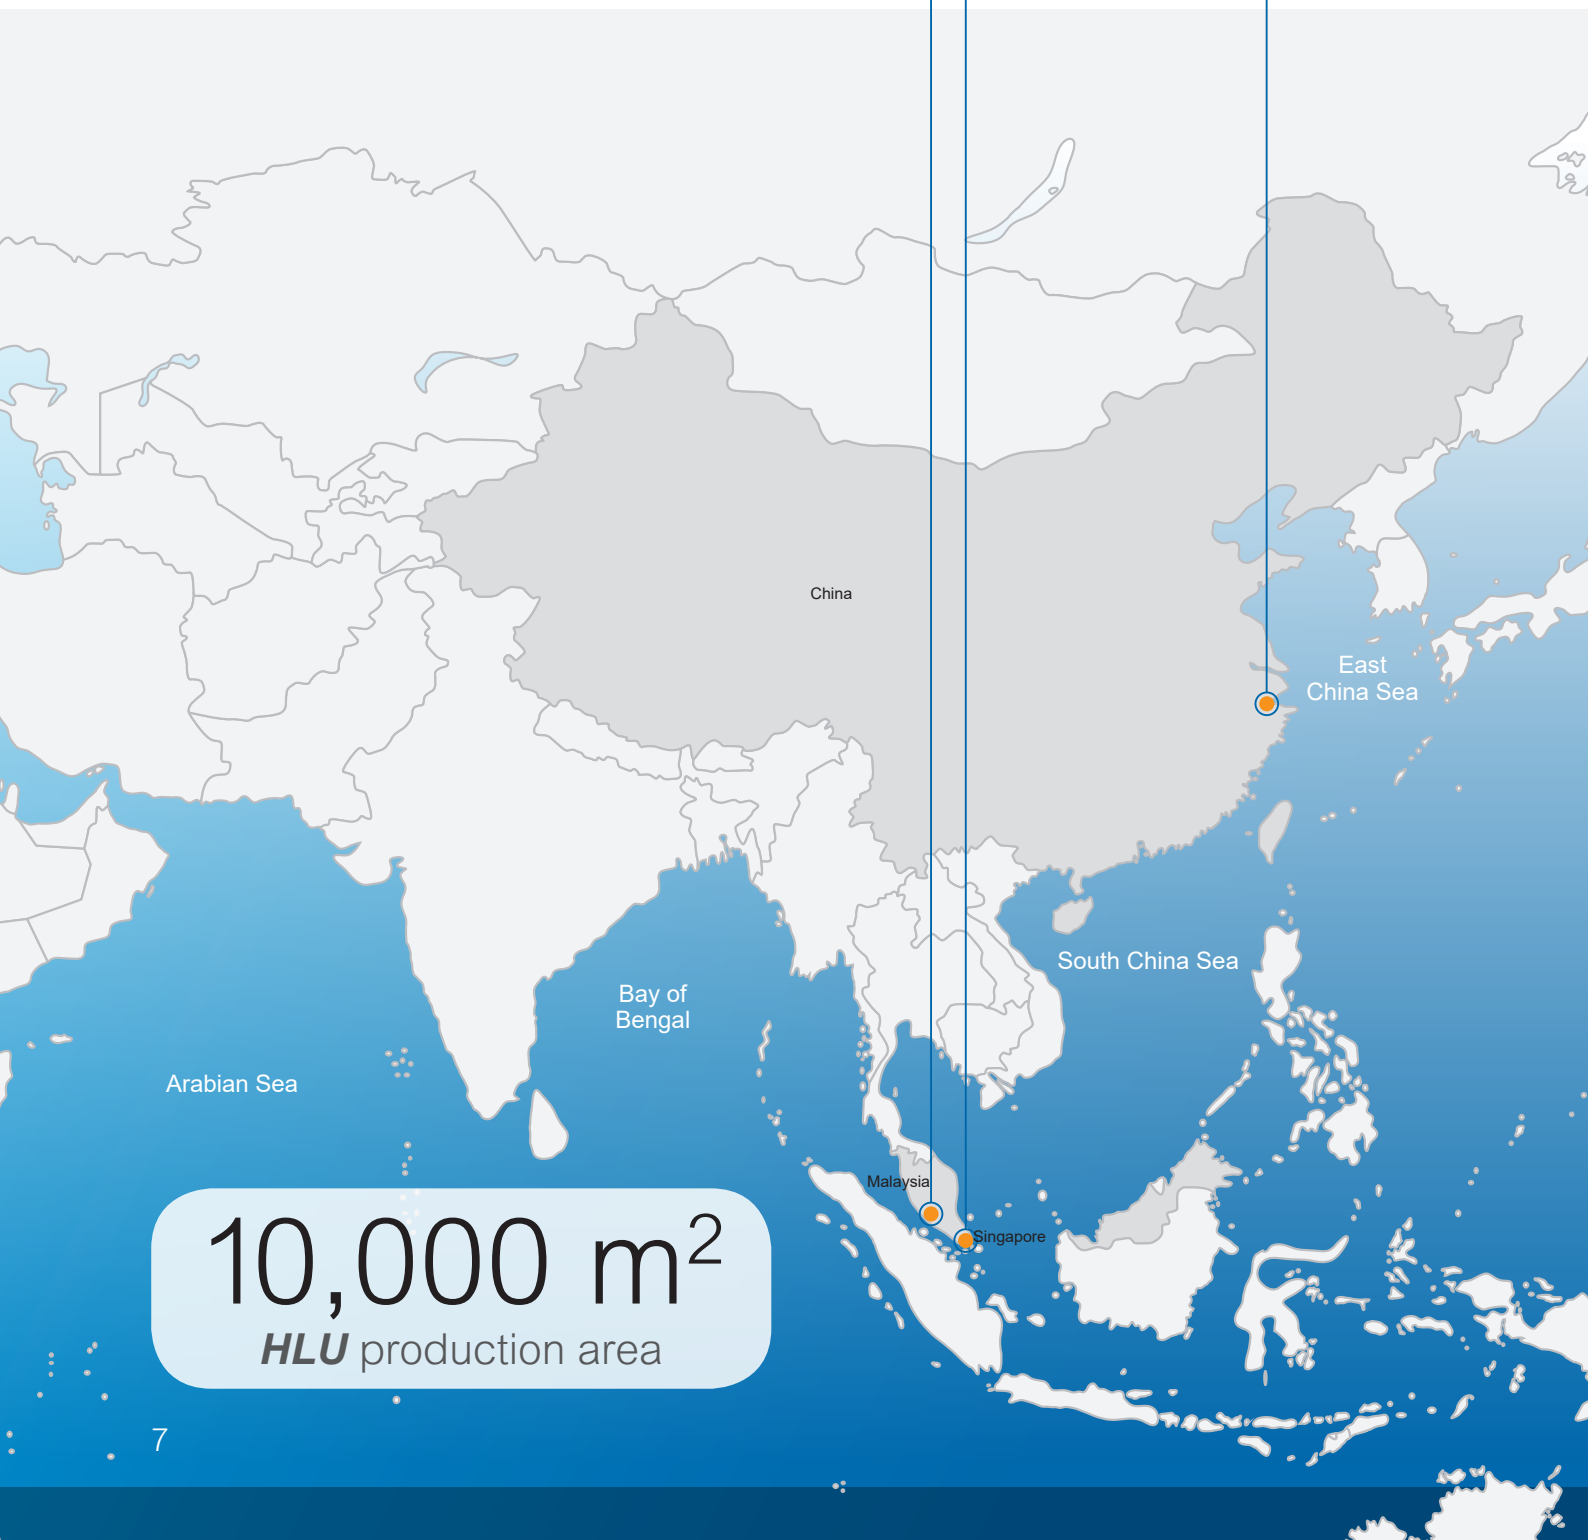 China
East
China Sea
South China Sea
Bay of
Bengal
Arabian Sea
Malaysia
Singapore
10,000 m²
HLU production area
7